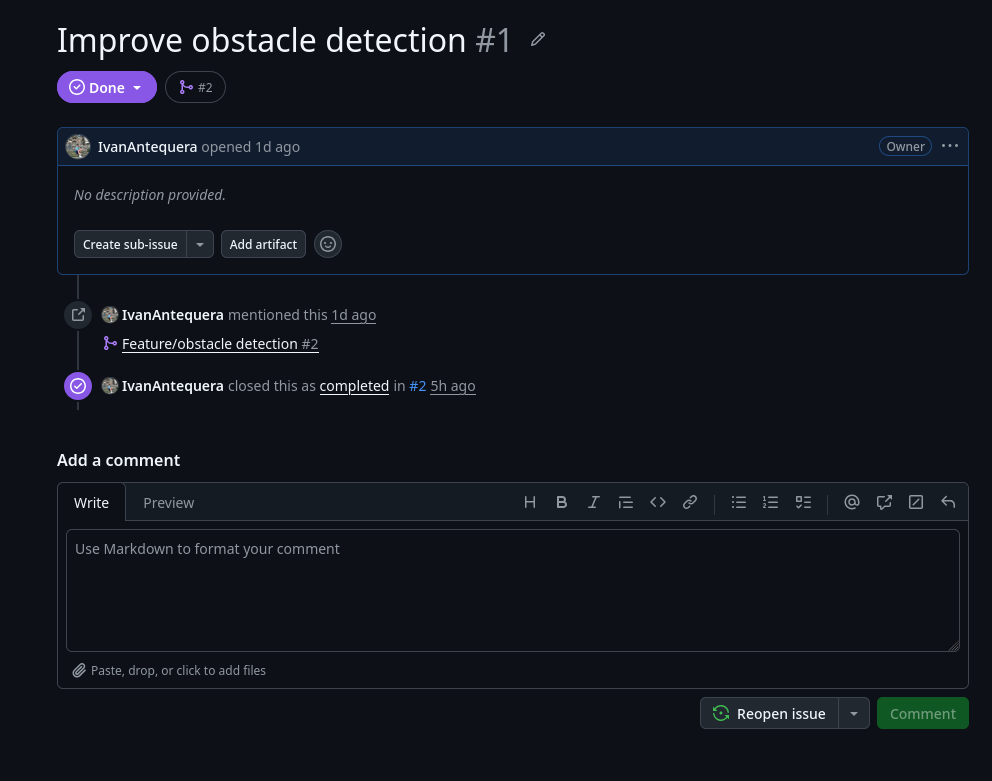 Improve obstacle detection #1
Done #2
IvanAntequera opened 1d ago Owner
No description provided.
Create sub-issue Add artifact
IvanAntequera mentioned this 1d ago
Feature/obstacle detection #2
IvanAntequera closed this as completed in #2 5h ago
Add a comment
Write Preview
Use Markdown to format your comment
Paste, drop, or click to add files
Reopen issue Comment